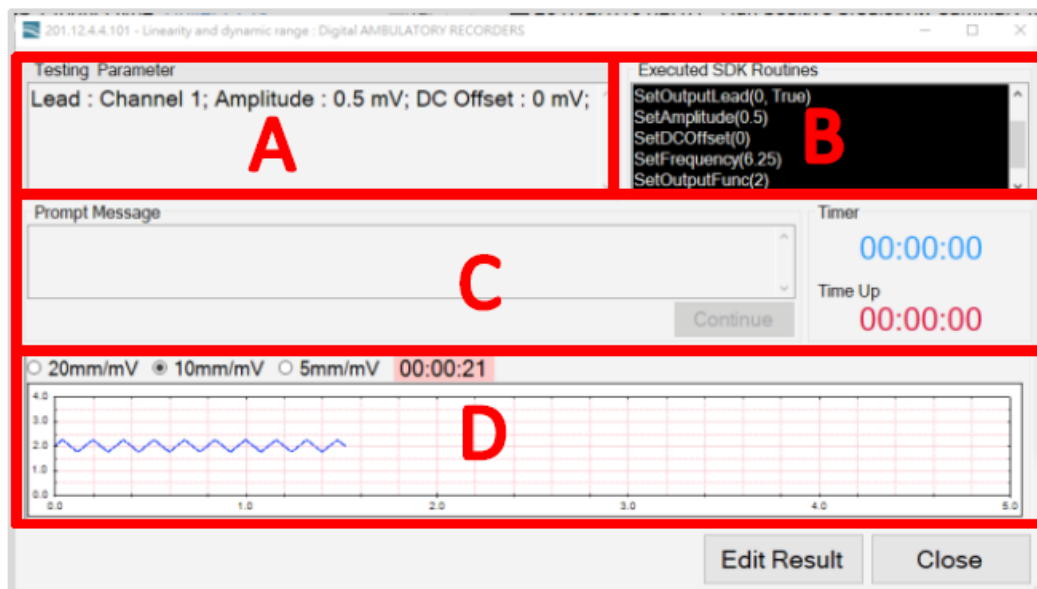 201.12.4.4.101 - Linearity and dynamic range : Digital AMBULATORY RECORDERS
Testing Parameter
Lead : Channel 1; Amplitude : 0.5 mV; DC Offset : 0 mV;
A
Executed SDK Routines
SetOutputLead(0, True)
SetAmplitude(0.5)
SetDCOffset(0)
SetFrequency(6.25)
SetOutputFunc(2)
B
Prompt Message
C
Continue
Timer
00:00:00
Time Up
00:00:00
20mm/mV 10mm/mV 5mm/mV 00:00:21
D
4.0
3.0
2.0
1.0
0.0
0.0 1.0 2.0 3.0 4.0 5.0
Edit Result Close